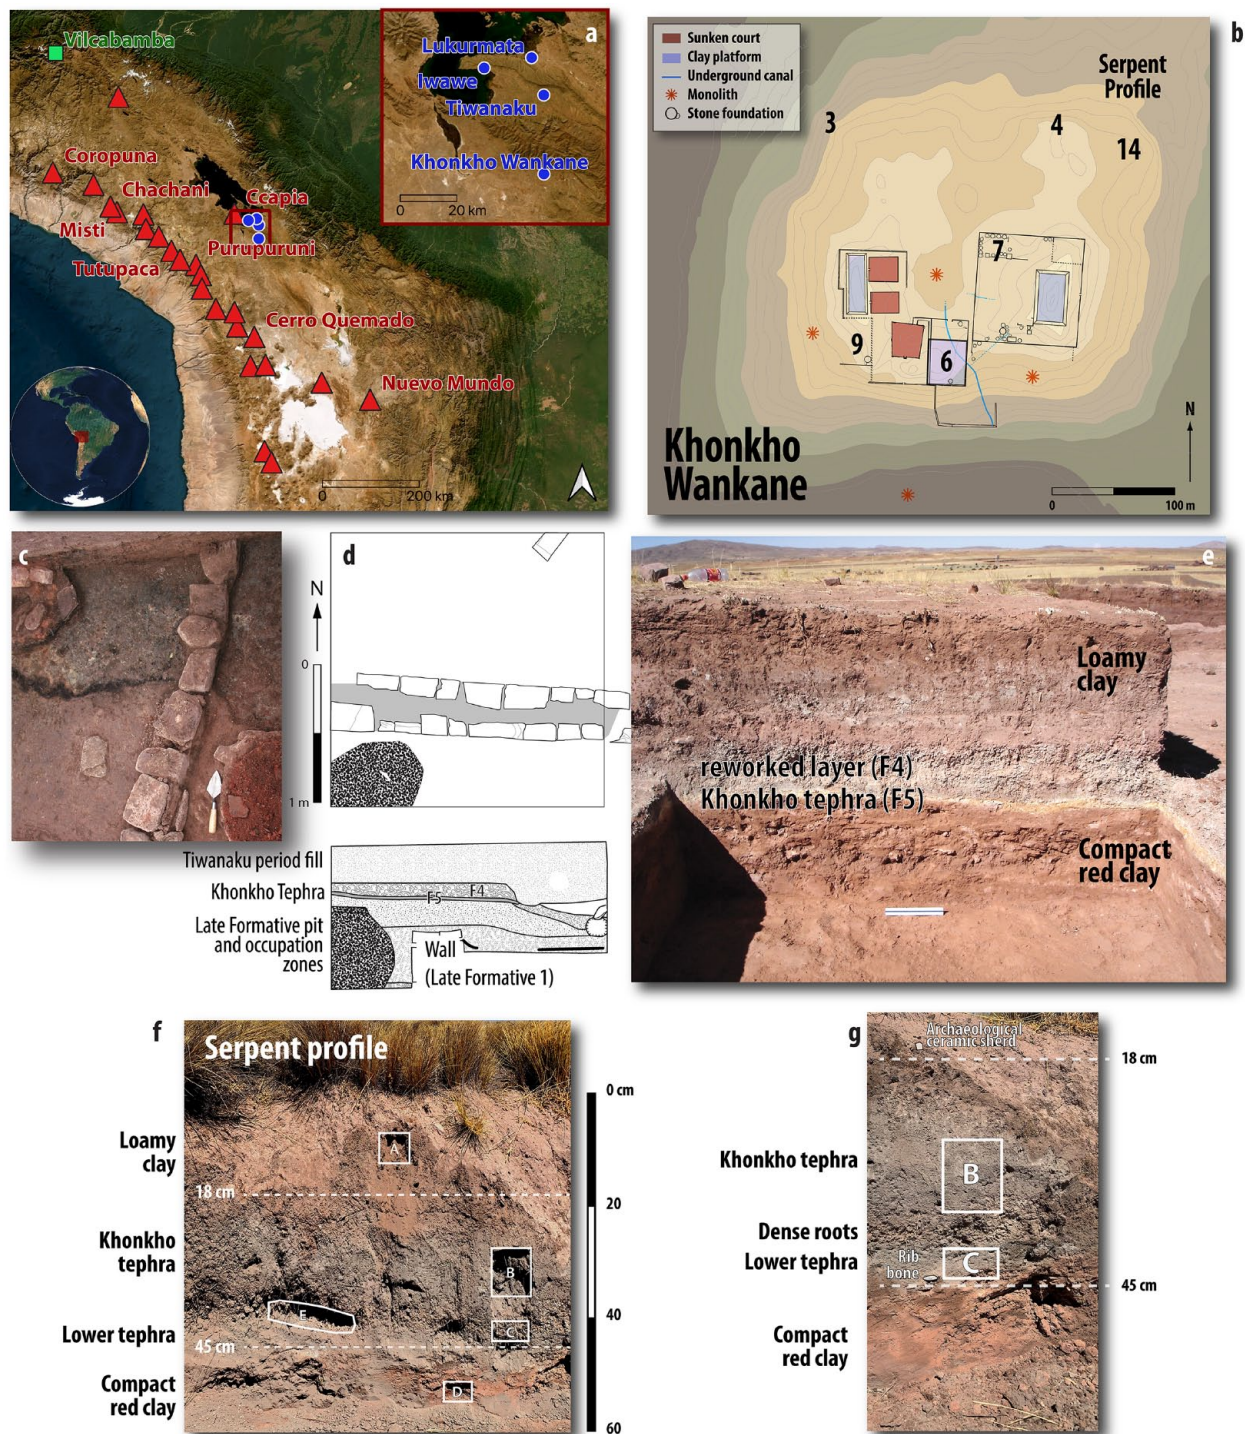 a
Vilcabamba
Coropuna
Chachani
Ccapia
Misti
Purupuruni
Tutupaca
Cerro Quemado
Nuevo Mundo
0 200 km
Lukurmata
Iwawe
Tiwanaku
Khonkho Wankane
0 20 km
b
Sunken court
Clay platform
Underground canal
Monolith
Stone foundation
Serpent
Profile
3
4
14
7
9
6
Khonkho
Wankane
N
0 100 m
c
d
N
0
1 m
Tiwanaku period fill
Khonkho Tephra
Late Formative pit
and occupation
zones
F4
F5
Wall
(Late Formative 1)
e
Loamy
clay
reworked layer (F4)
Khonkho tephra (F5)
Compact
red clay
f
Serpent profile
Loamy
clay
18 cm
Khonkho
tephra
Lower tephra
45 cm
Compact
red clay
A
B
E
C
D
0 cm
20
40
60
g
Archaeological
ceramic sherd
18 cm
Khonkho tephra
B
Dense roots
Lower tephra
Rib
bone
C
45 cm
Compact
red clay